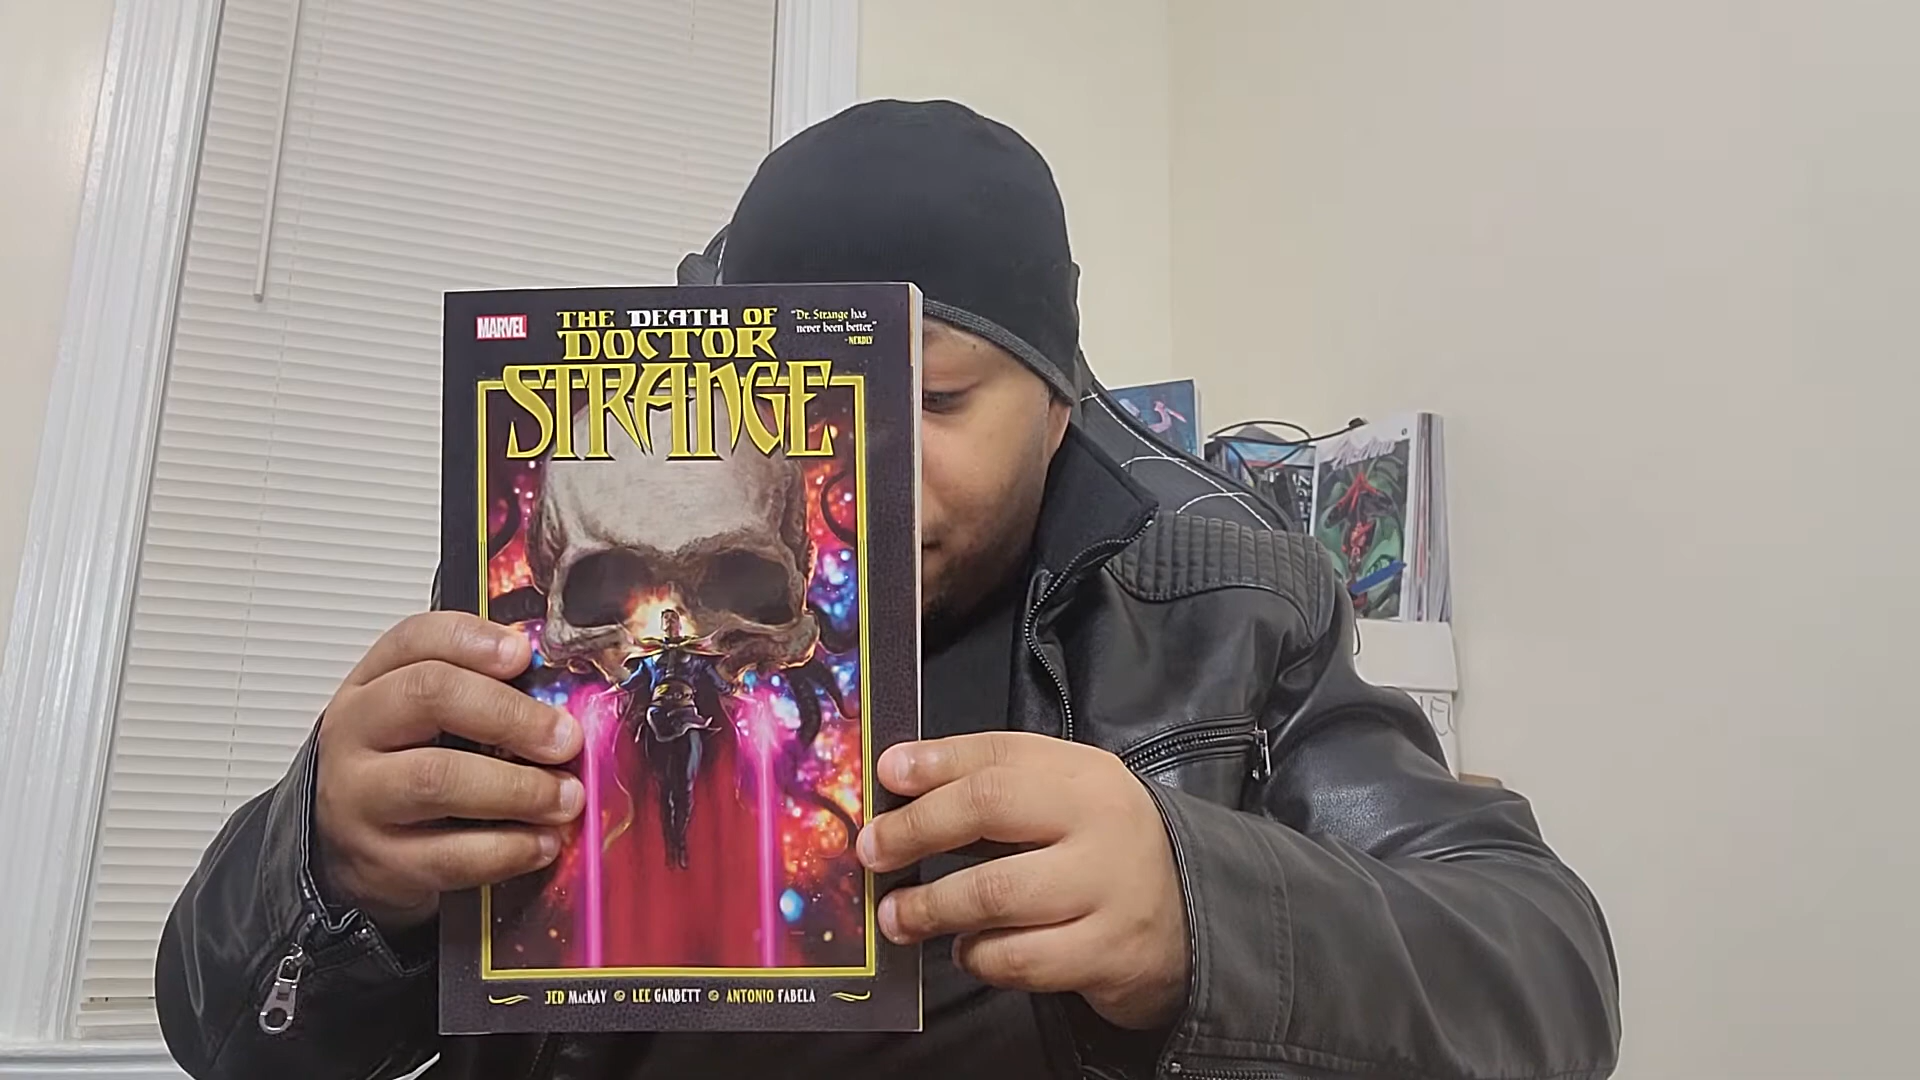 MARVEL
THE DEATH OF
DOCTOR
STRANGE
"Dr. Strange has
never been better."
-NERDLY
JED MacKAY LEE GARBETT ANTONIO FABELA